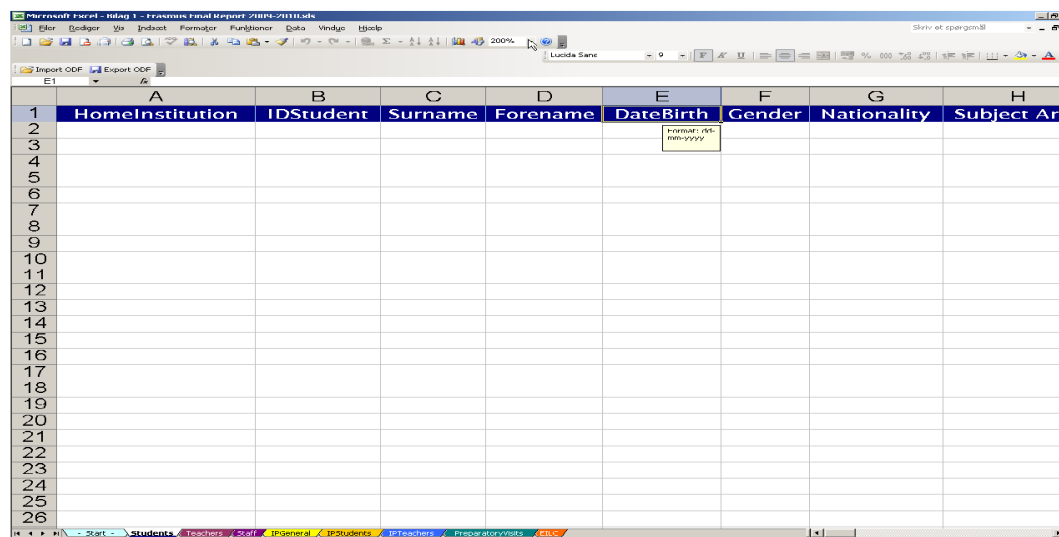 Microsoft Excel - Bilag 1 - Erasmus Final Report 2009-2010.xls
Filer Rediger Vis Indsæt Formater Funktioner Data Vindue Hjælp Skriv et spørgsmål
200%
Lucida Sans 9 F K U % 000
Import ODF Export ODF
E1 fx
A B C D E F G H
1 HomeInstitution IDStudent Surname Forename DateBirth Gender Nationality Subject Ar
2 Format: dd-
3 mm-yyyy
4
5
6
7
8
9
10
11
12
13
14
15
16
17
18
19
20
21
22
23
24
25
26
- Start - Students Teachers Staff IPGeneral IPStudents IPTeachers PreparatoryVisits EILC